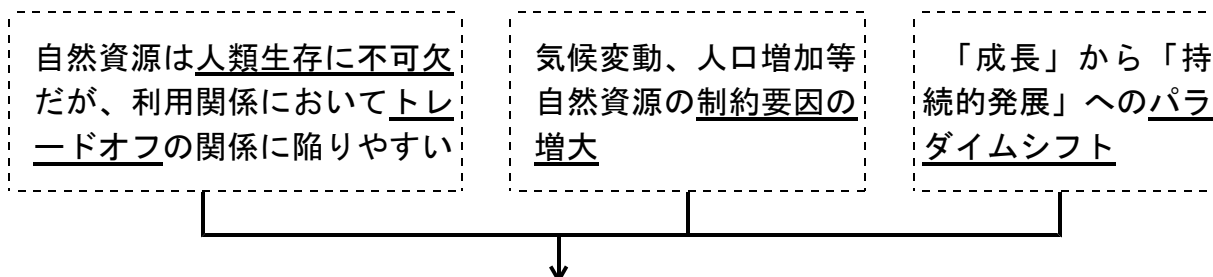 自然資源は人類生存に不可欠
だが、利用関係においてトレ
ードオフの関係に陥りやすい
気候変動、人口増加等
自然資源の制約要因の
増大
「成長」から「持
続的発展」へのパラ
ダイムシフト